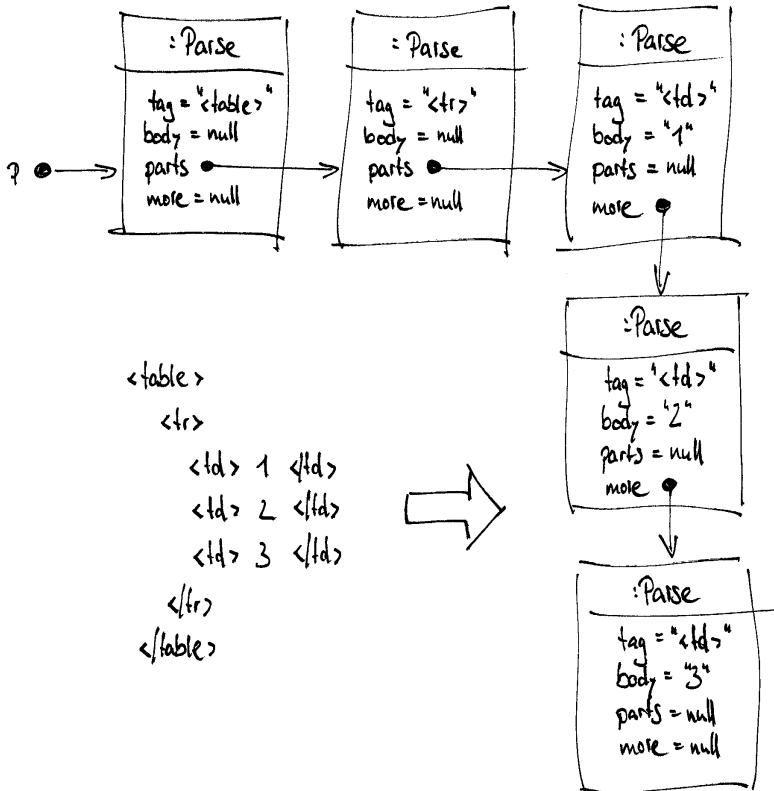 :Parse
tag = "<table>"
body = null
parts
more = null
:Parse
tag = "<tr>"
body = null
parts
more = null
:Parse
tag = "<td>"
body = "1"
parts = null
more
:Parse
tag = "<td>"
body = "2"
parts = null
more
:Parse
tag = "<td>"
body = "3"
parts = null
more = null
<table>
<tr>
<td> 1 </td>
<td> 2 </td>
<td> 3 </td>
</tr>
</table>